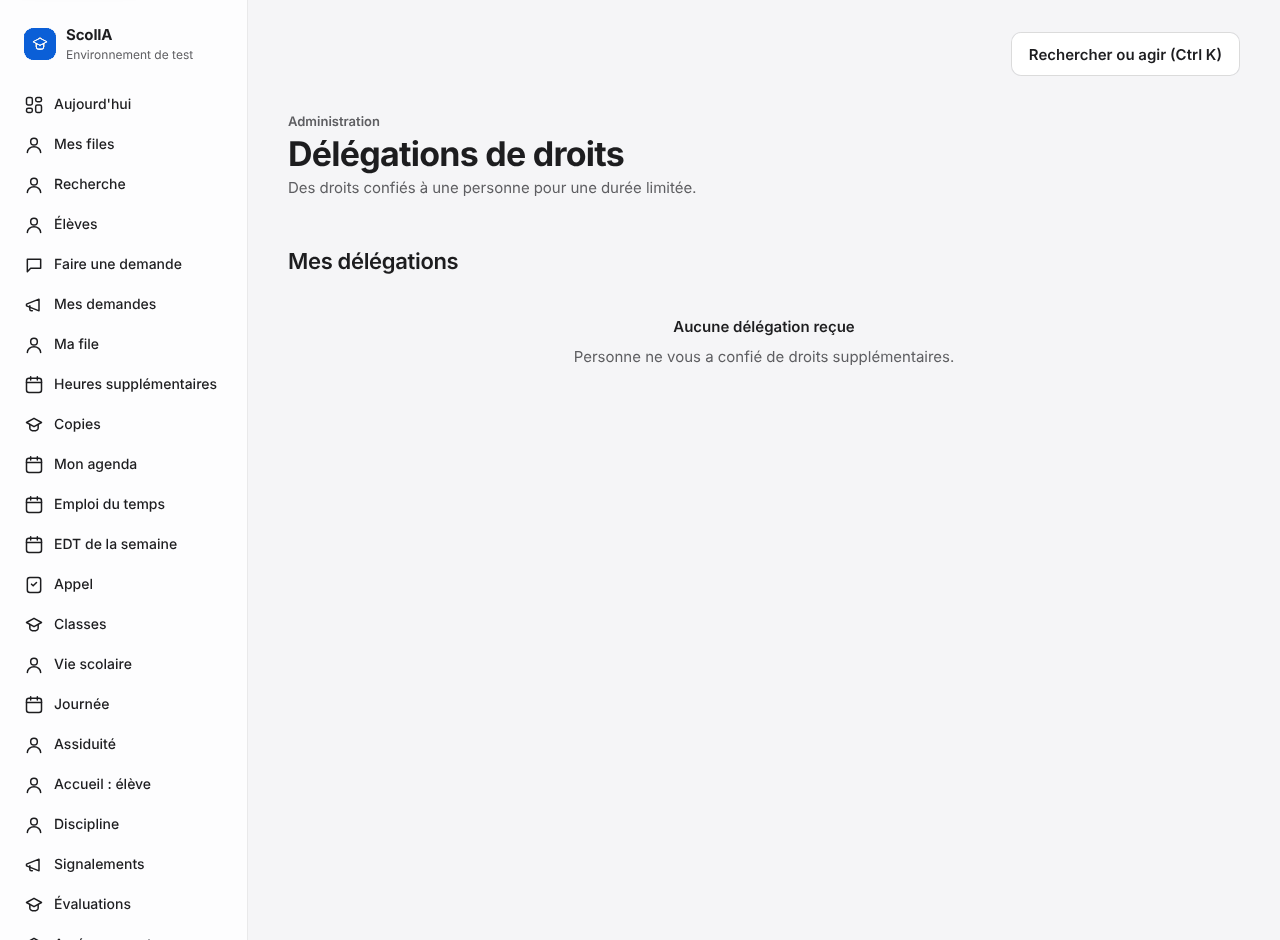 ScolIA
Environnement de test
Rechercher ou agir (Ctrl K)
Aujourd'hui
Mes files
Recherche
Élèves
Faire une demande
Mes demandes
Ma file
Heures supplémentaires
Copies
Mon agenda
Emploi du temps
EDT de la semaine
Appel
Classes
Vie scolaire
Journée
Assiduité
Accueil : élève
Discipline
Signalements
Évaluations
Administration
Délégations de droits
Des droits confiés à une personne pour une durée limitée.
Mes délégations
Aucune délégation reçue
Personne ne vous a confié de droits supplémentaires.